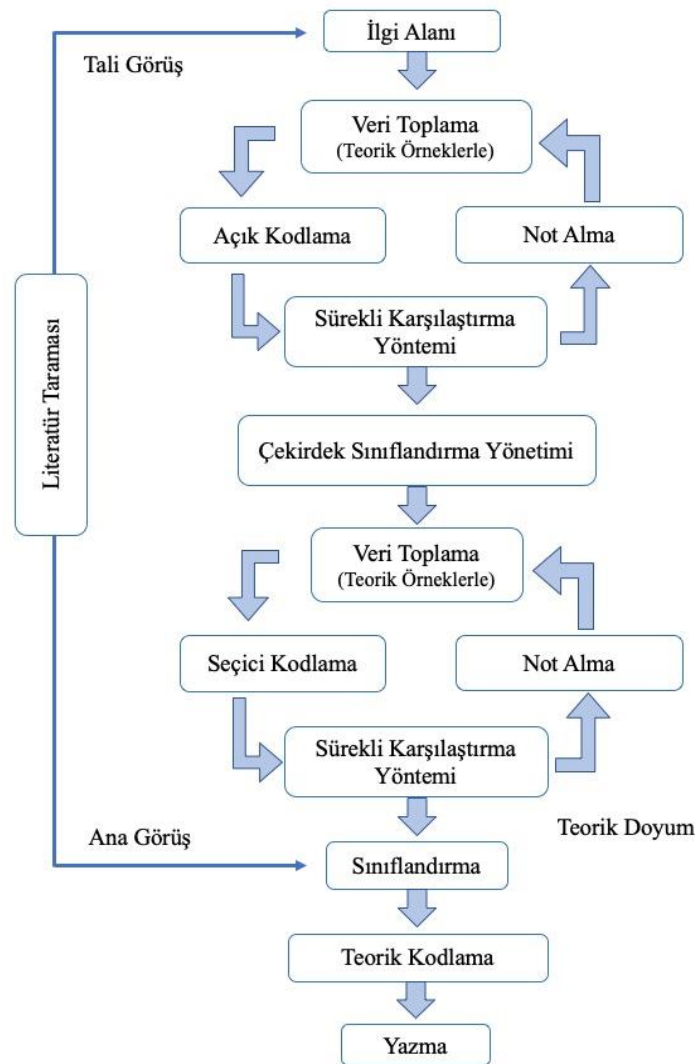 İlgi Alanı
Tali Görüş
Veri Toplama
(Teorik Örneklerle)
Açık Kodlama
Not Alma
Literatür Taraması
Sürekli Karşılaştırma
Yöntemi
Çekirdek Sınıflandırma Yönetimi
Veri Toplama
(Teorik Örneklerle)
Seçici Kodlama
Not Alma
Sürekli Karşılaştırma
Yöntemi
Teorik Doyum
Ana Görüş
Sınıflandırma
Teorik Kodlama
Yazma